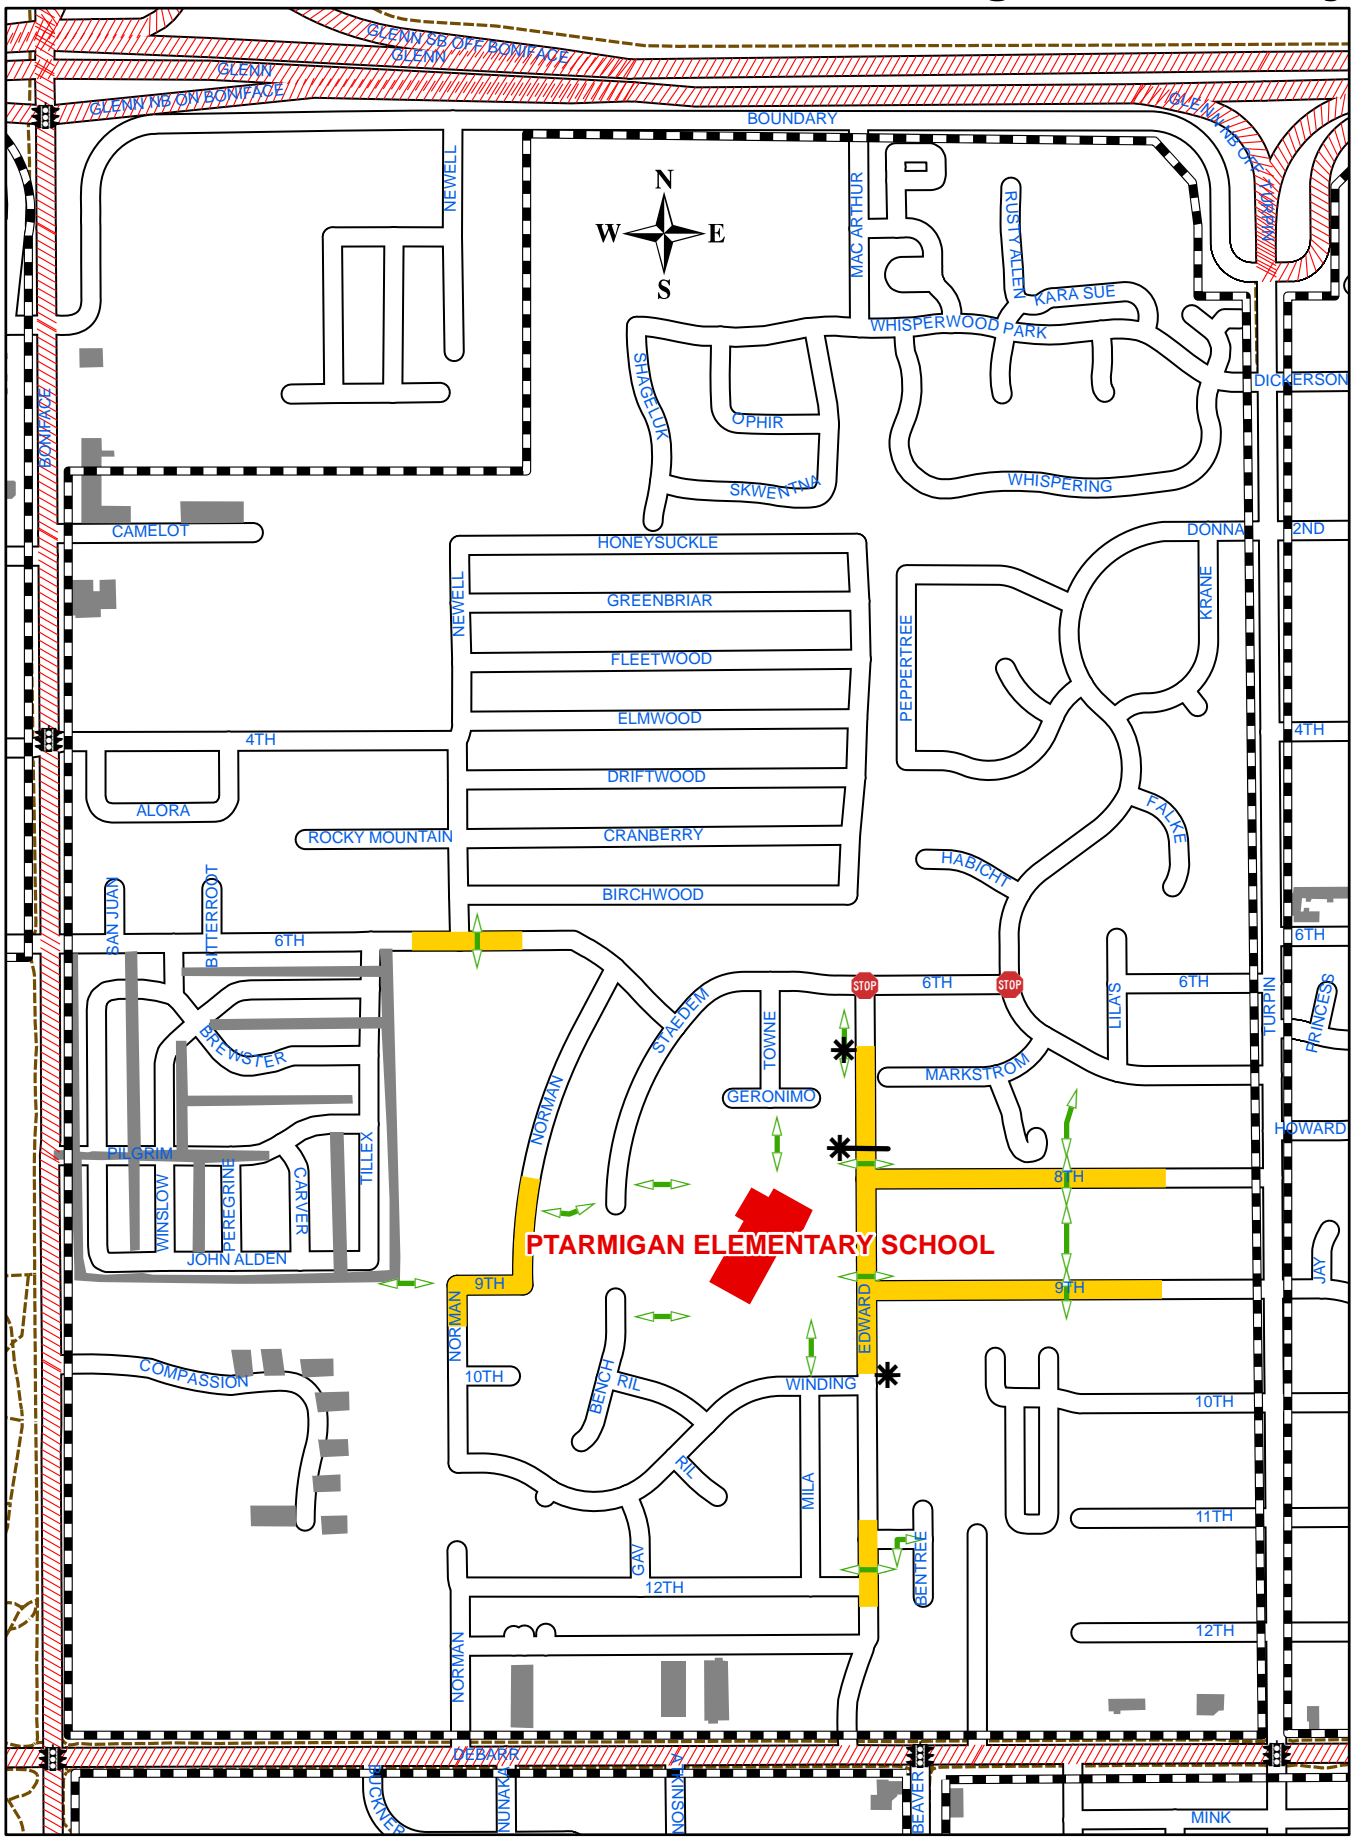 GLENN SB OFF BONIFACE
GLENN
GLENN
GLENN NB ON BONIFACE
GLENN NB OFF TURPIN
BOUNDARY
NEWELL
N
W
E
S
MAC ARTHUR
RUSTY ALLEN
KARA SUE
WHISPERWOOD PARK
SHAGELUK
OPHIR
DICKERSON
BONIFACE
SKWENTNA
WHISPERING
CAMELOT
DONNA
2ND
HONEYSUCKLE
NEWELL
GREENBRIAR
KRANE
FLEETWOOD
PEPPERTREE
ELMWOOD
4TH
4TH
DRIFTWOOD
ALORA
FALKE
ROCKY MOUNTAIN
CRANBERRY
HABICHT
BIRCHWOOD
SAN JUAN
BITTERROOT
6TH
6TH
STOP
6TH
STOP
6TH
LILA'S
TURPIN
PRINCESS
STAEDEM
TOWNE
BREWSTER
MARKSTROM
GERONIMO
NORMAN
HOWARD
PILGRIM
TILLEX
8TH
WINSLOW
PEREGRINE
CARVER
PTARMIGAN ELEMENTARY SCHOOL
JOHN ALDEN
JAY
9TH
9TH
EDWARD
NORMAN
COMPASSION
10TH
BENCH
RIL
WINDING
10TH
RIL
MILA
11TH
GAV
BENTREE
12TH
12TH
NORMAN
DEBARR
BUCKNER
NUNAKA
ATKINSON
BEAVER
MINK